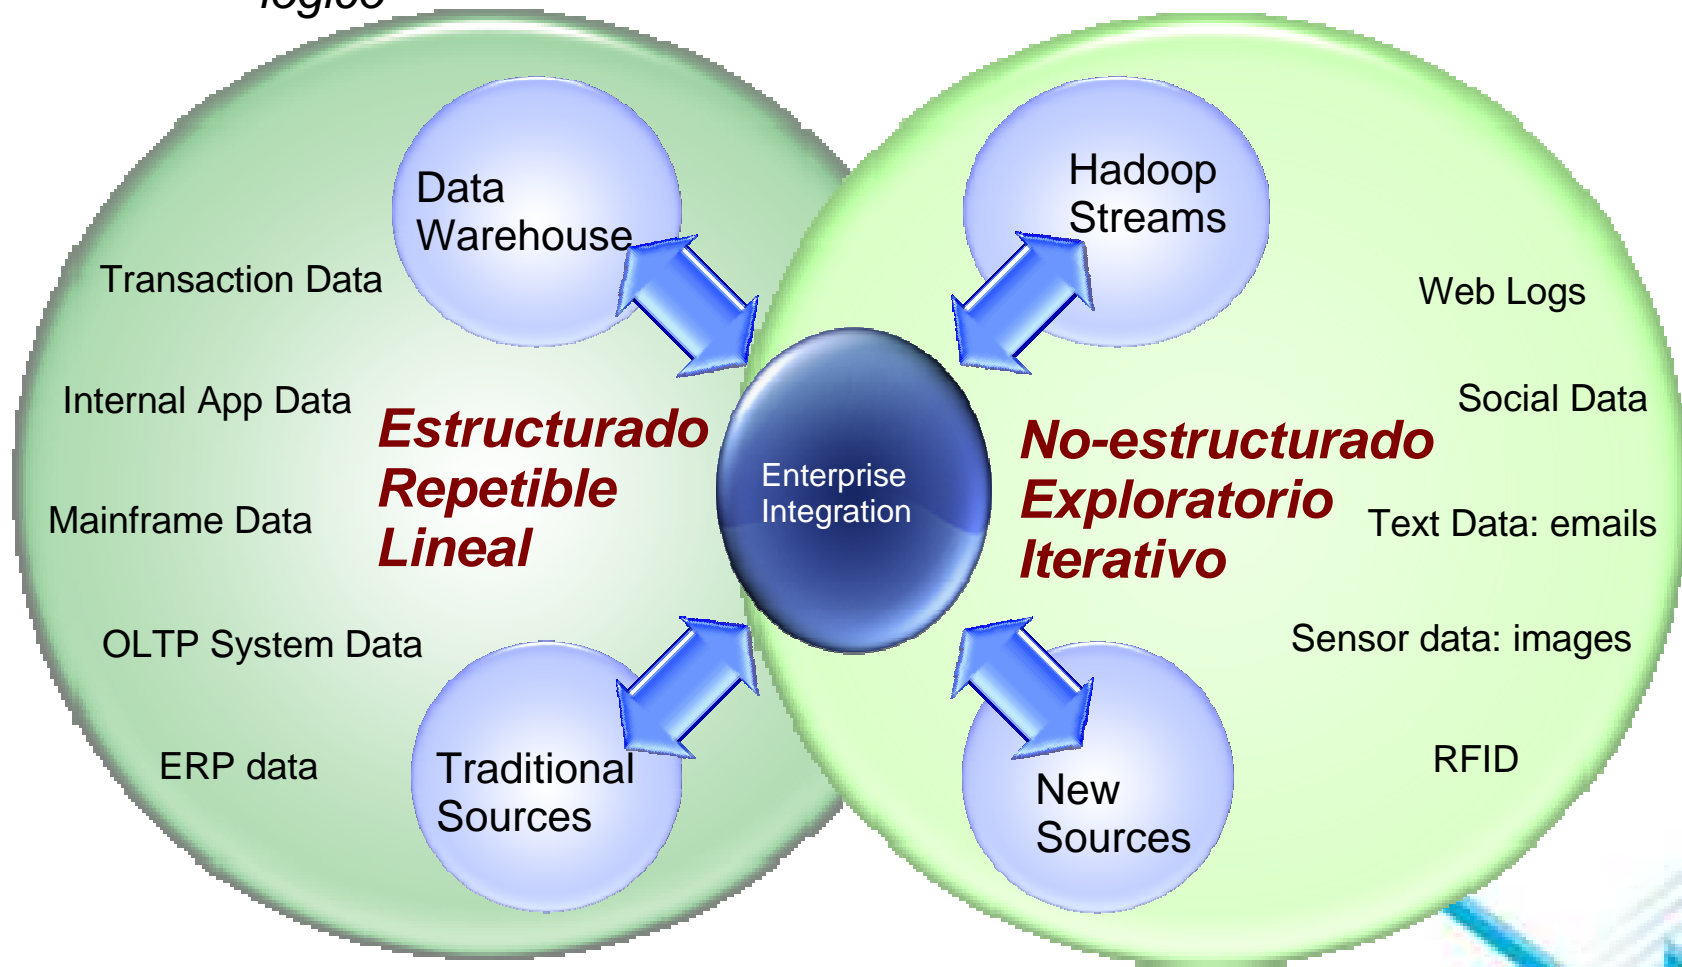 lógico
Data
Warehouse
Transaction Data
Internal App Data
Estructurado
Repetible
Lineal
Mainframe Data
OLTP System Data
ERP data
Traditional
Sources
Enterprise
Integration
Hadoop
Streams
Web Logs
Social Data
No-estructurado
Exploratorio
Iterativo
Text Data: emails
Sensor data: images
RFID
New
Sources